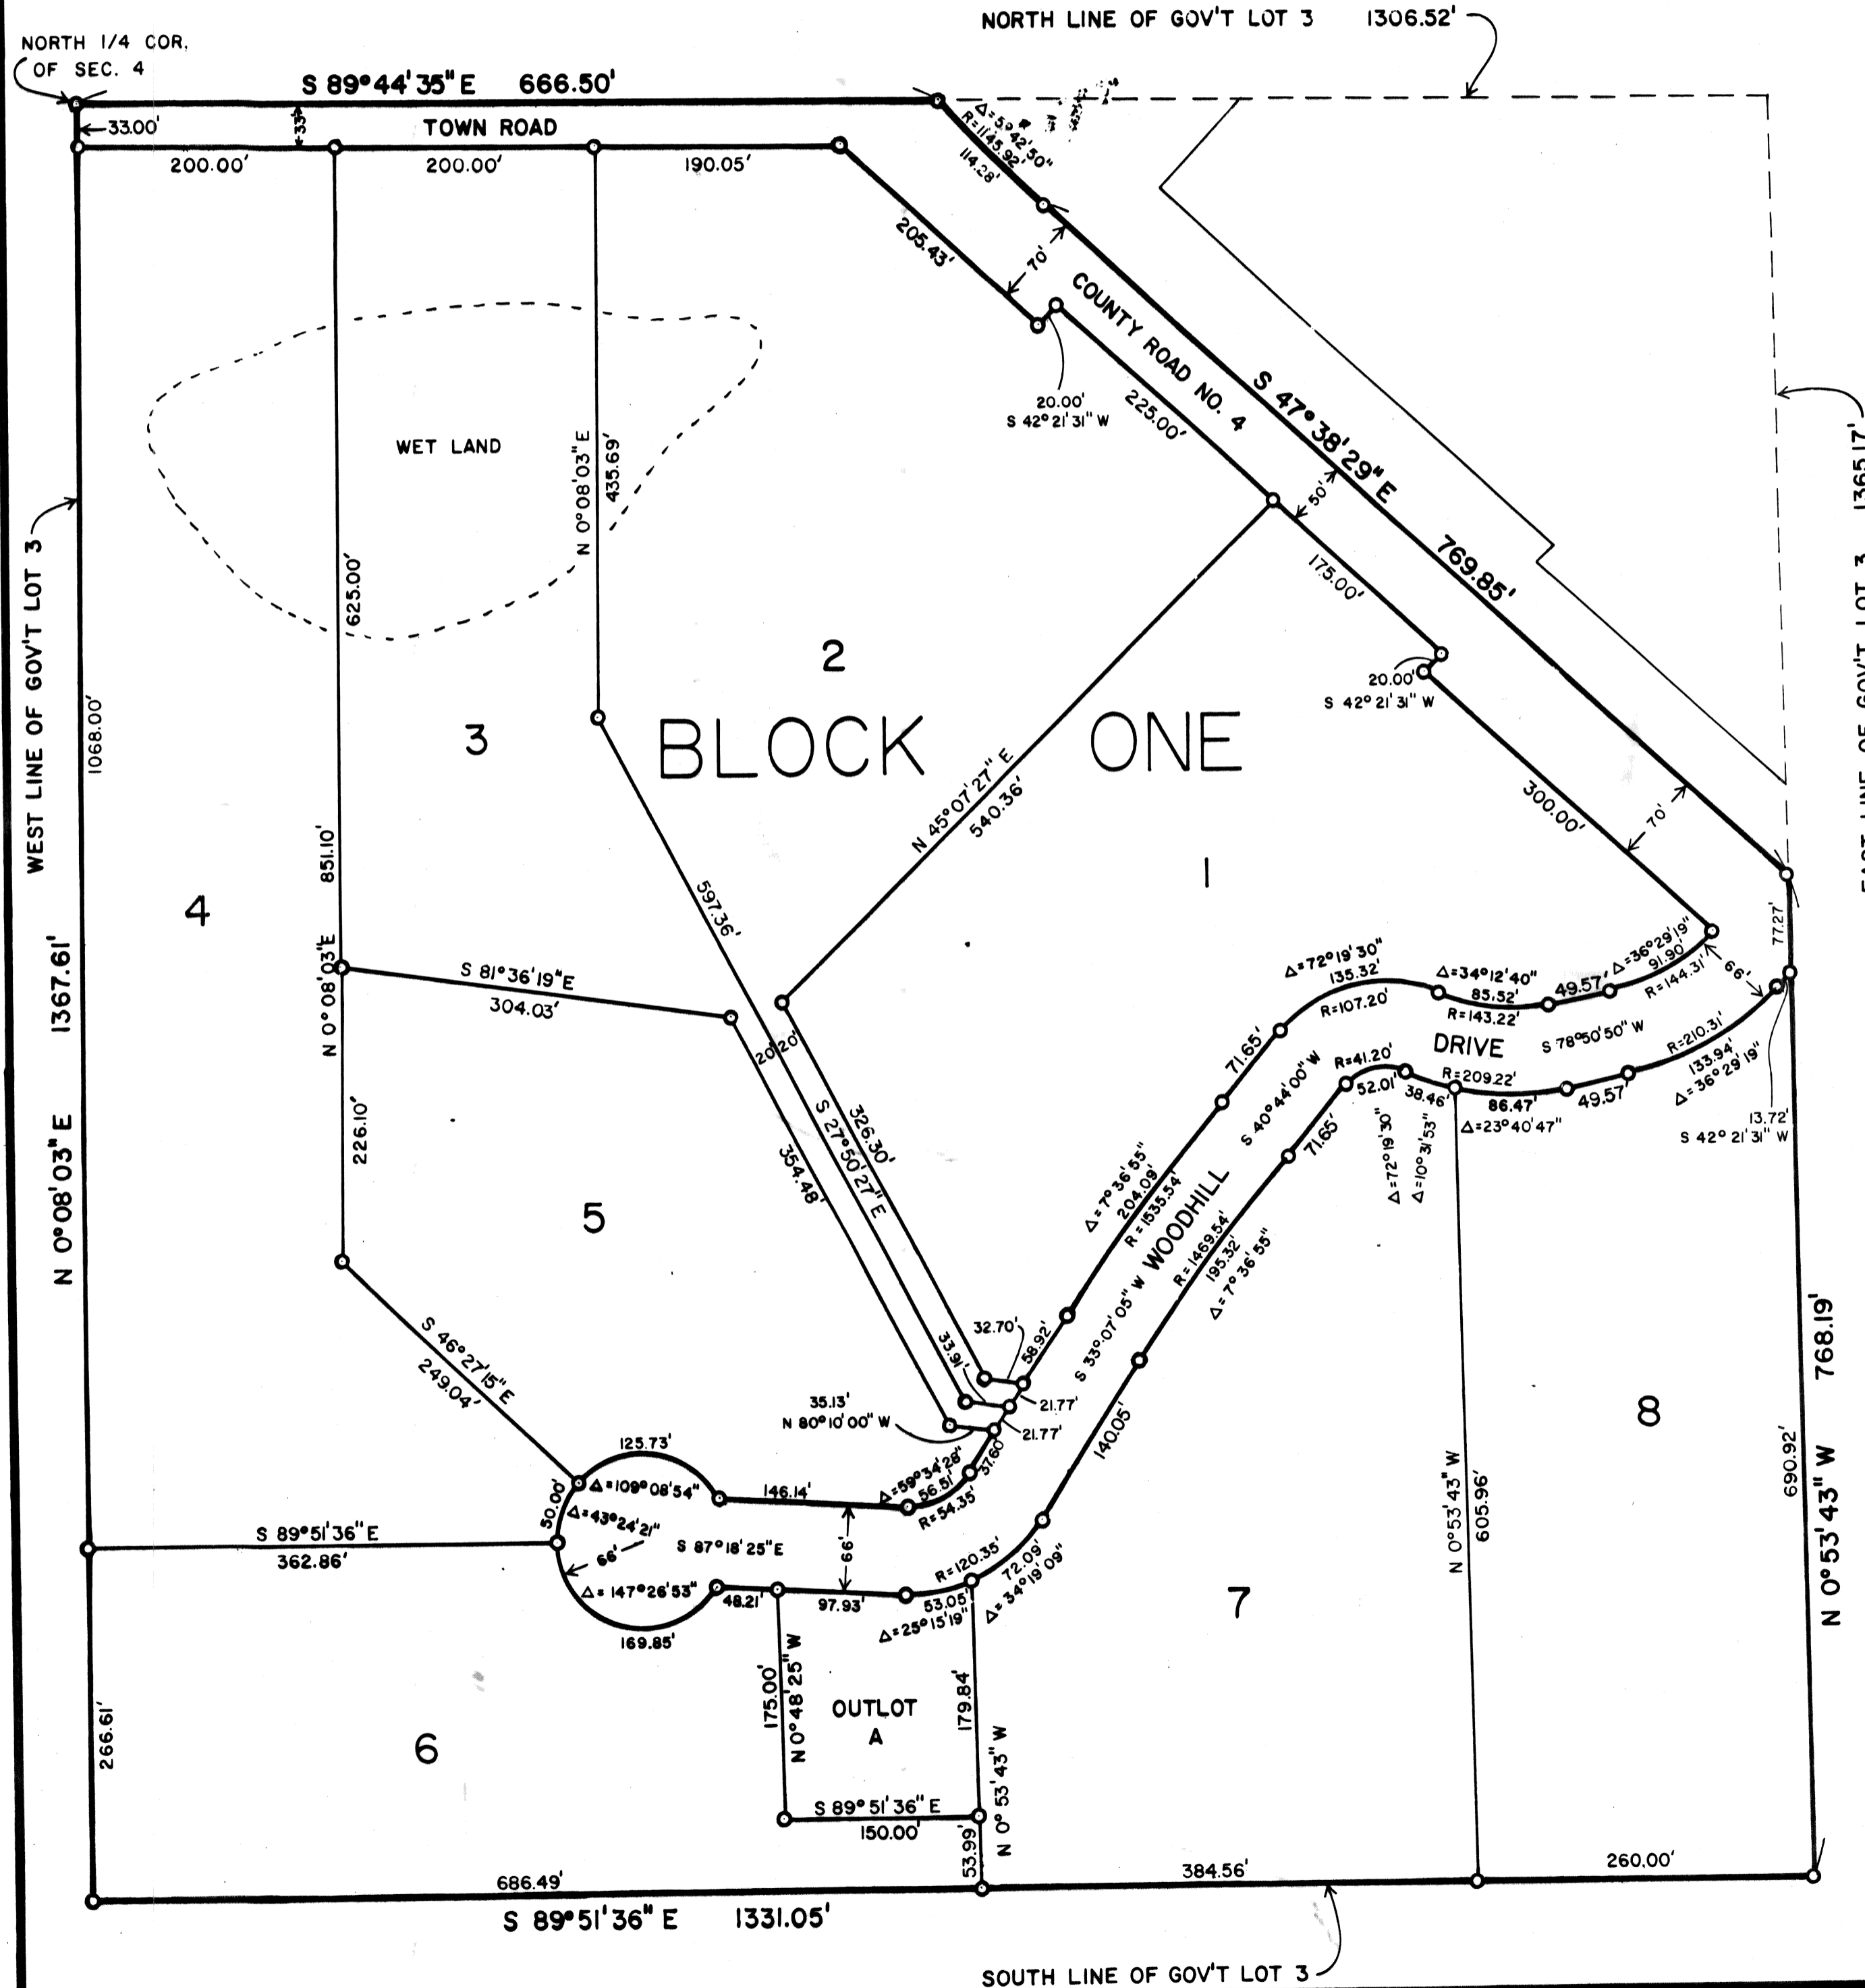 NORTH LINE OF GOV'T LOT 3 1306.52'
NORTH 1/4 COR.
OF SEC. 4
S 89°44'35" E 666.50'
33.00'
33'
TOWN ROAD
200.00'
200.00'
190.05'
Δ=5°42'50"
R=1145.92'
114.28'
205.43'
70'
COUNTY ROAD NO. 4
20.00'
S 42°21'31" W
225.00'
S 47°38'29" E
769.85'
50'
175.00'
20.00'
S 42°21'31" W
300.00'
70'
1365.17'
WEST LINE OF GOV'T LOT 3
WET LAND
N 0°08'03" E
435.69'
625.00'
1068.00'
2
3
BLOCK ONE
N 45°07'27" E
540.36'
1
4
851.10'
N 0°08'03" E
N 0°08'03" E 1367.61'
597.36'
S 81°36'19" E
304.03'
20' 20'
226.10'
326.30'
S 27°50'27" E
354.48'
5
77.27'
Δ=72°19'30"
135.32'
R=107.20'
Δ=34°12'40"
85.52'
R=143.22'
49.57'
Δ=36°29'19"
91.90'
R=144.31'
66'
DRIVE
S 78°50'50" W
R=210.31'
133.94'
Δ=36°29'19"
71.65'
S 40°44'00" W
R=41.20'
52.01'
38.46'
R=209.22'
86.47'
Δ=23°40'47"
49.57'
13.72'
S 42°21'31" W
71.65'
Δ=72°19'30"
Δ=10°31'53"
Δ=7°36'55"
204.09'
R=1535.54'
WOODHILL
R=1469.54'
195.32'
Δ=7°36'55"
S 33°07'05" W
32.70'
58.92'
33.91'
21.77'
21.77'
35.13'
N 80°10'00" W
140.05'
S 46°27'15" E
249.04'
125.73'
Δ=109°08'54"
50.00'
Δ=43°24'21"
66'
Δ=147°26'53"
169.85'
146.14'
Δ=59°34'28"
56.51'
R=54.35'
37.60'
S 87°18'25" E
66'
R=120.35'
72.09'
Δ=34°19'09"
48.21'
97.93'
53.05'
Δ=25°15'19"
S 89°51'36" E
362.86'
8
7
N 0°53'43" W
605.96'
690.92'
N 0°53'43" W 768.19'
266.61'
6
175.00'
N 0°48'25" W
OUTLOT
A
179.84'
N 0°53'43" W
S 89°51'36" E
150.00'
53.99'
686.49'
384.56'
260.00'
S 89°51'36" E 1331.05'
SOUTH LINE OF GOV'T LOT 3